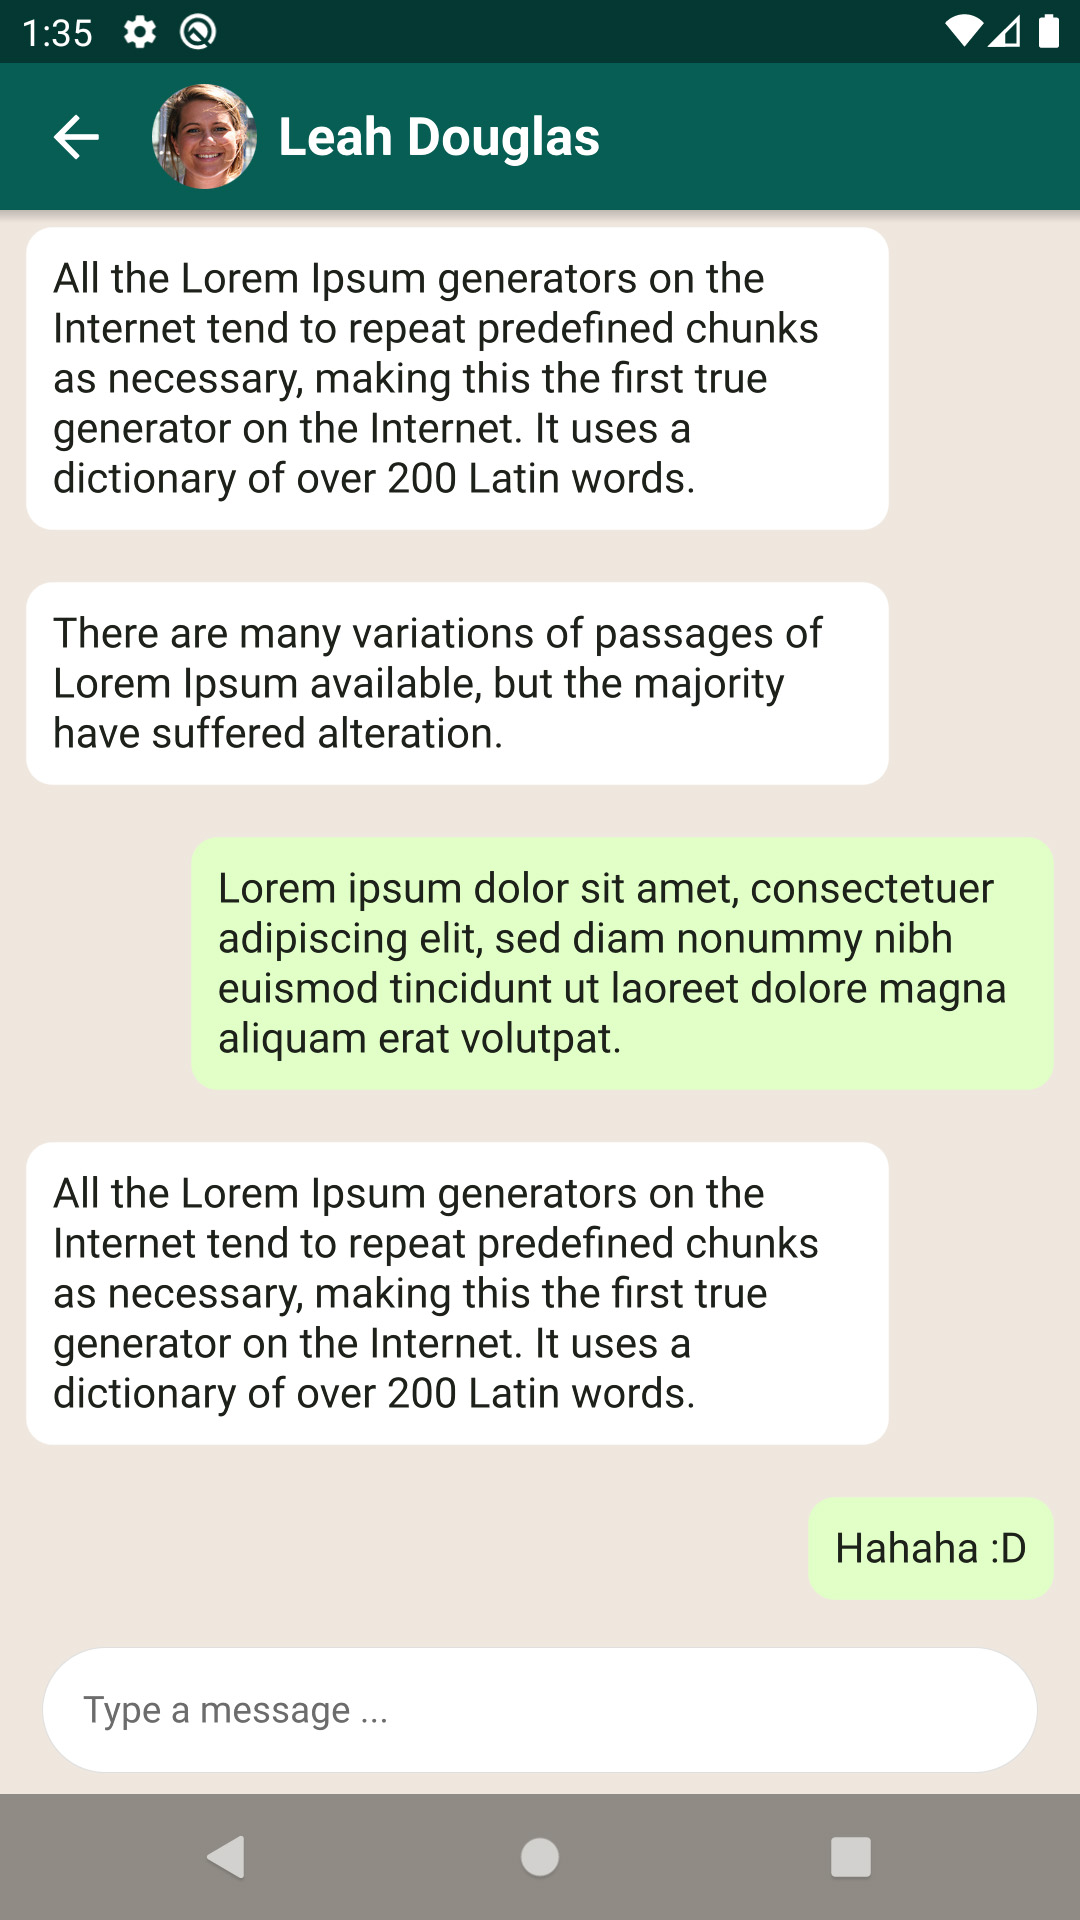 1:35
Leah Douglas
All the Lorem Ipsum generators on the
Internet tend to repeat predefined chunks
as necessary, making this the first true
generator on the Internet. It uses a
dictionary of over 200 Latin words.
There are many variations of passages of
Lorem Ipsum available, but the majority
have suffered alteration.
Lorem ipsum dolor sit amet, consectetuer
adipiscing elit, sed diam nonummy nibh
euismod tincidunt ut laoreet dolore magna
aliquam erat volutpat.
All the Lorem Ipsum generators on the
Internet tend to repeat predefined chunks
as necessary, making this the first true
generator on the Internet. It uses a
dictionary of over 200 Latin words.
Hahaha :D
Type a message ...